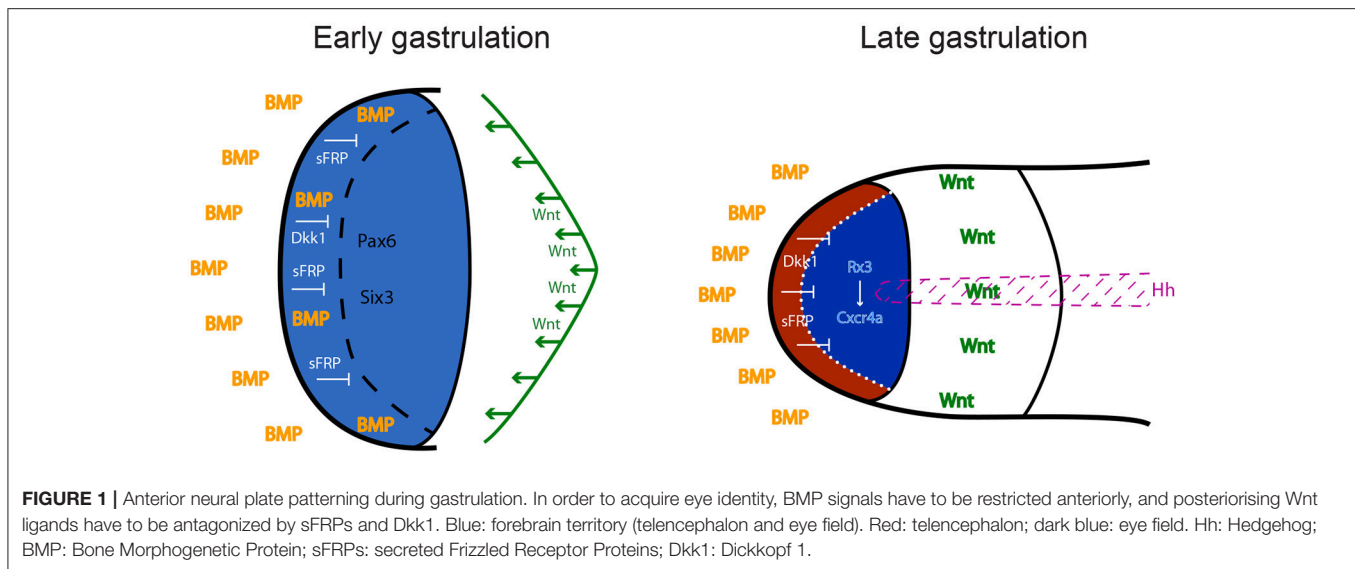 Early gastrulation
Late gastrulation
BMP
BMP
sFRP
BMP
BMP
BMP
Dkk1
Pax6
Wnt
BMP
sFRP
Wnt
Six3
Wnt
BMP
BMP
Wnt
sFRP
BMP
BMP
BMP
BMP
Wnt
BMP
Wnt
BMP
Dkk1
Rx3
BMP
Wnt
Hh
sFRP
Cxcr4a
BMP
Wnt
BMP
Wnt
BMP
FIGURE 1 | Anterior neural plate patterning during gastrulation. In order to acquire eye identity, BMP signals have to be restricted anteriorly, and posteriorising Wnt
ligands have to be antagonized by sFRPs and Dkk1. Blue: forebrain territory (telencephalon and eye field). Red: telencephalon; dark blue: eye field. Hh: Hedgehog;
BMP: Bone Morphogenetic Protein; sFRPs: secreted Frizzled Receptor Proteins; Dkk1: Dickkopf 1.